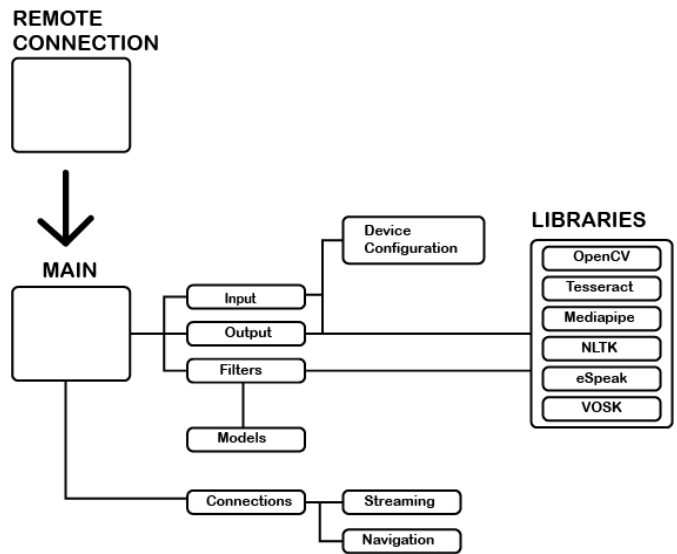 REMOTE
CONNECTION
MAIN
Input
Output
Filters
Models
Connections
Streaming
Navigation
Device
Configuration
LIBRARIES
OpenCV
Tesseract
Mediapipe
NLTK
eSpeak
VOSK